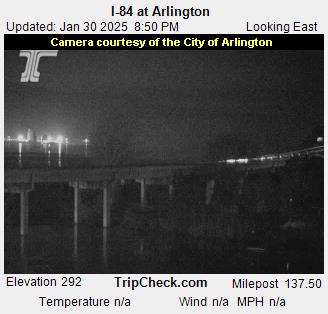 I-84 at Arlington
Updated: Jan 30 2025 8:50 PM Looking East
Camera courtesy of the City of Arlington
Elevation 292 TripCheck.com Milepost 137.50
Temperature n/a Wind n/a MPH n/a